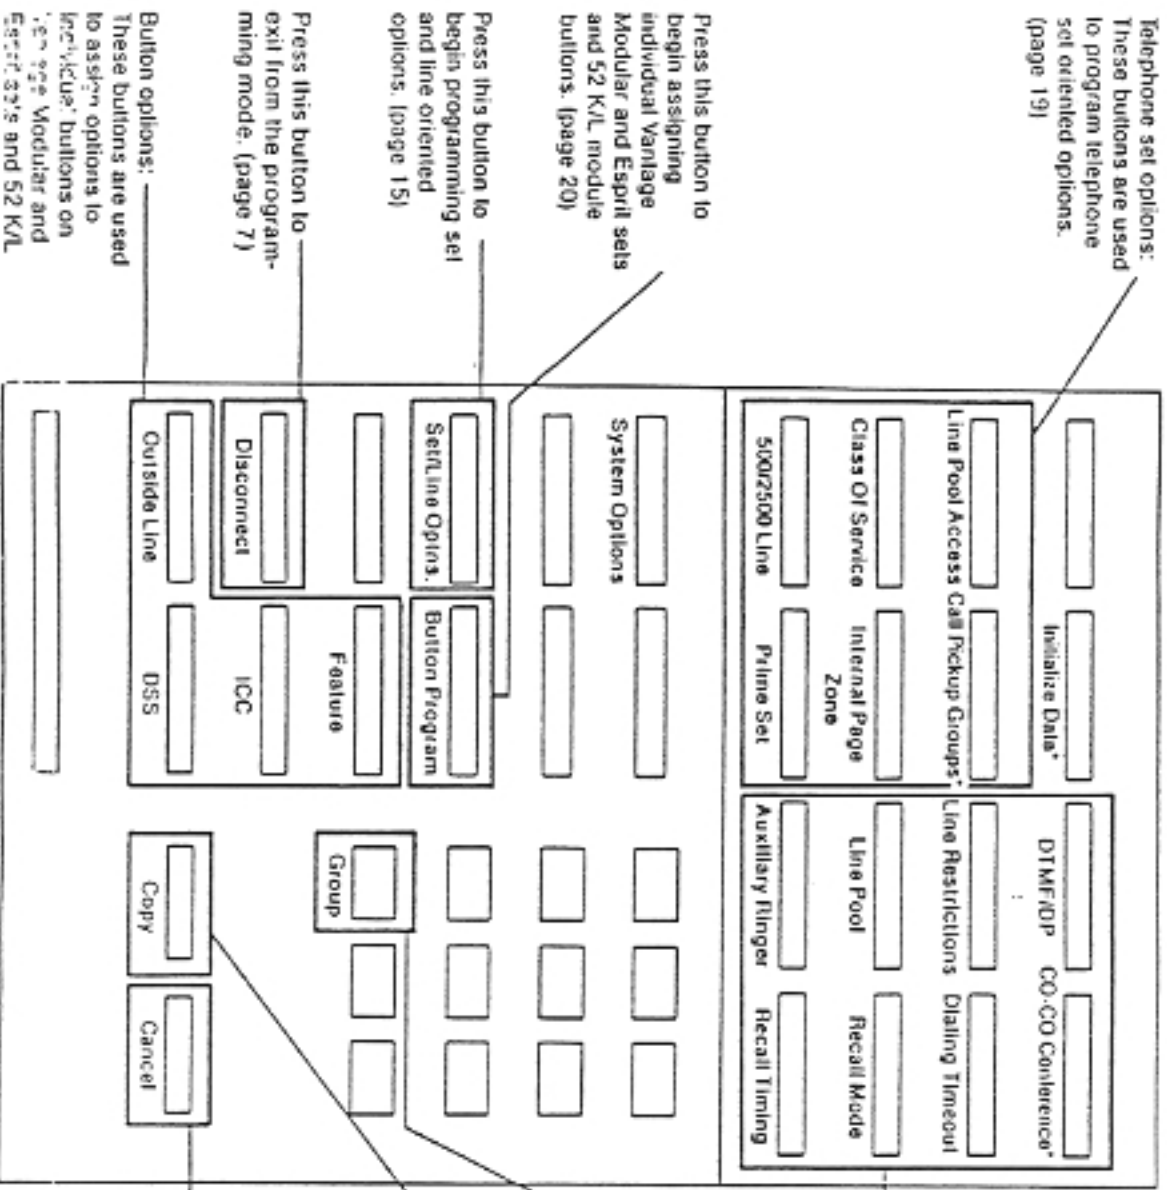 Telephone set options:
These buttons are used
to program telephone
set oriented options.
(page 19)
Press this button to
begin assigning
individual Vantage
Modular and Esprit sets
and 52 K/L module
buttons. (page 20)
Press this button to
begin programming set
and line oriented
options. (page 15)
Press this button to
exit from the program-
ming mode. (page 7)
Button options:
These buttons are used
to assign options to
individual buttons on
Vantage Modular and
Esprit sets and 52 K/L
Initialize Data* DTMF/DP CO-CO Conference*
Line Pool Access Call Pickup Groups* Line Restrictions Dialing Timeout
Class Of Service Internal Page Line Pool Recall Mode
Zone
500/2500 Line Prime Set Auxiliary Ringer Recall Timing
System Options
Set/Line Optns. Button Program
Feature Group
Disconnect ICC
Outside Line DSS Copy Cancel